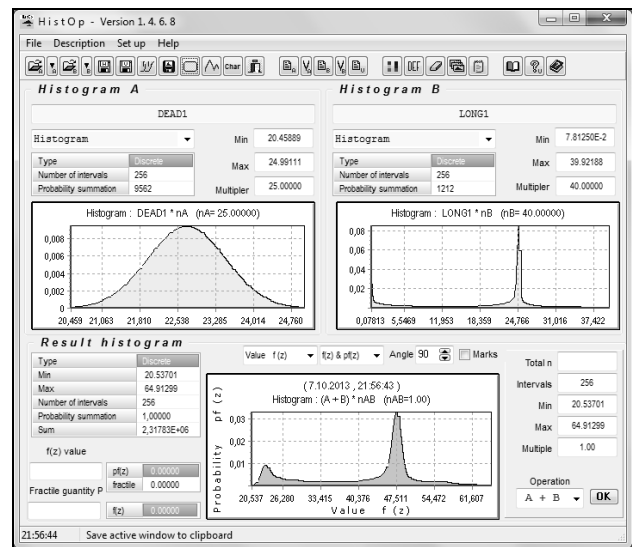 HistOp - Version 1. 4. 6. 8
File Description Set up Help
Char DEF
Histogram A
DEAD1
Histogram
Min 20.45889
Type Discrete
Max 24.99111
Number of intervals 256
Probability summation 9562
Multipler 25.00000
Histogram : DEAD1 * nA (nA= 25.00000)
0,008
0,006
0,004
0,002
0
20,459 21,063 21,810 22,538 23,285 24,014 24,760
Histogram B
LONG1
Histogram
Min 7.81250E-2
Type Discrete
Max 39.92188
Number of intervals 256
Probability summation 1212
Multipler 40.00000
Histogram : LONG1 * nB (nB= 40.00000)
0,08
0,06
0,04
0,02
0,07813 5,5469 11,953 18,359 24,766 31,016 37,422
Result histogram
Type Discrete
Min 20.53701
Max 64.91299
Number of intervals 256
Probability summation 1,00000
Sum 2,31783E+06
f(z) value
pf(z) 0.00000
Fractile quantity P
fractile 0.00000
f(z) 0.00000
Value f(z) f(z) & pf(z) Angle 90 Marks
(7.10.2013 , 21:56:43 )
Histogram : (A + B) * nAB (nAB=1.00)
Probability pf (z)
0,03
0,02
0,01
20,537 26,280 33,415 40,376 47,511 54,472 61,607
Value f (z)
Total n
Intervals 256
Min 20.53701
Max 64.91299
Multiple 1.00
Operation
A + B OK
21:56:44 Save active window to clipboard